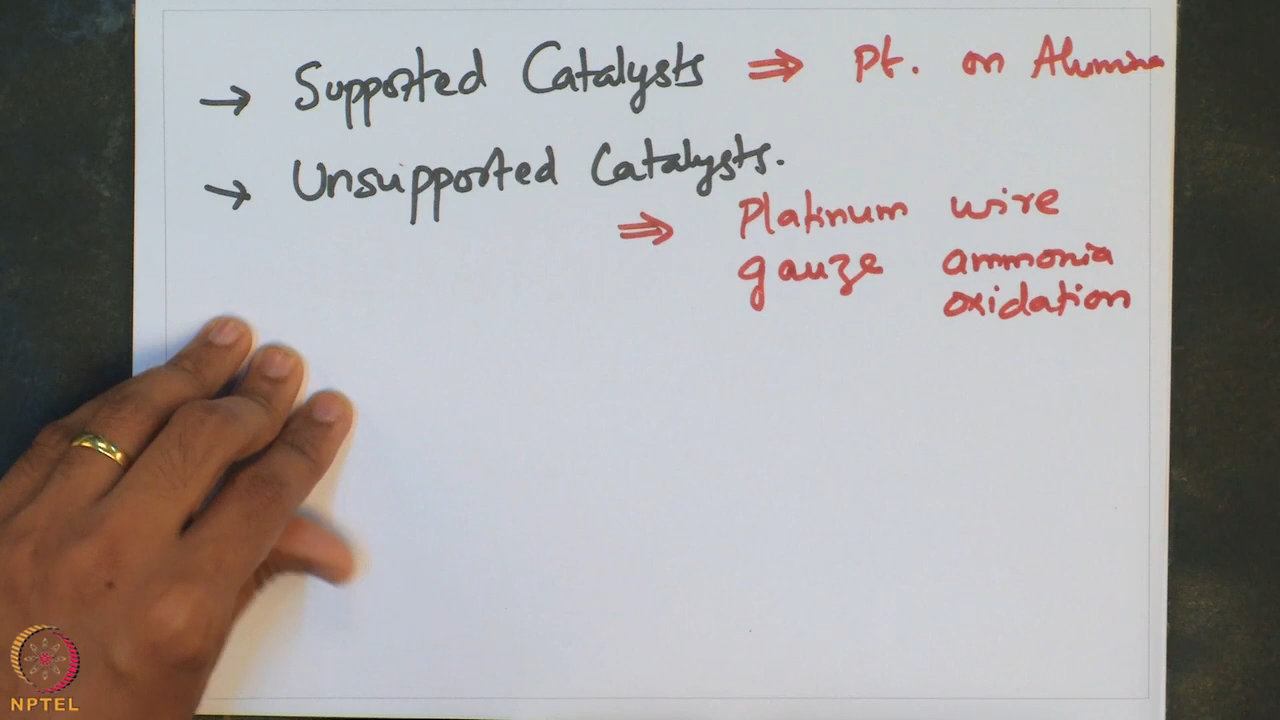 → Supported Catalysts ⇒ Pt. on Alumina
→ Unsupported Catalysts.
⇒ Platinum wire
gauze ammonia
oxidation
NPTEL